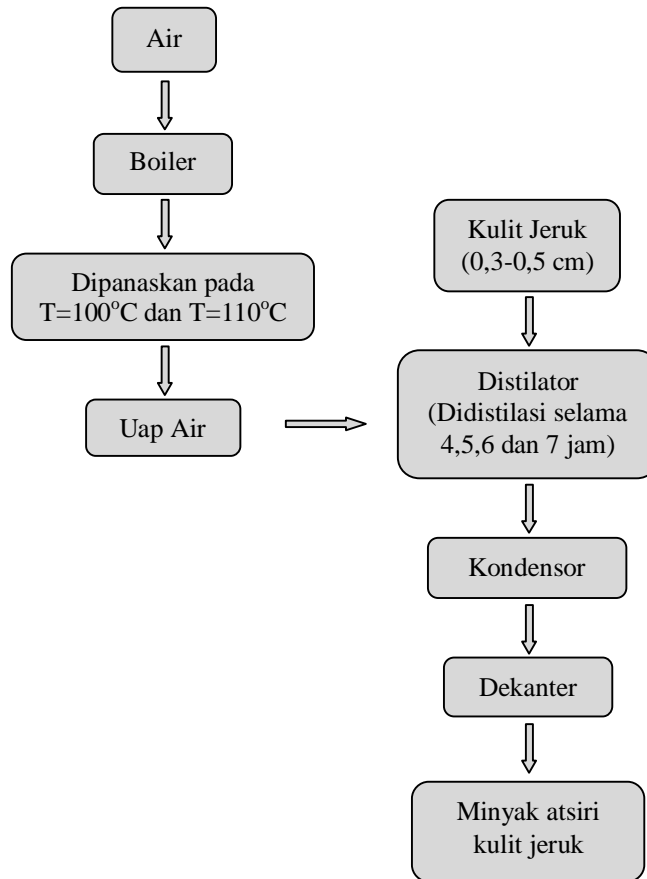 Air
Boiler
Dipanaskan pada
T=100°C dan T=110°C
Uap Air
Kulit Jeruk
(0,3-0,5 cm)
Distilator
(Didistilasi selama
4,5,6 dan 7 jam)
Kondensor
Dekanter
Minyak atsiri
kulit jeruk